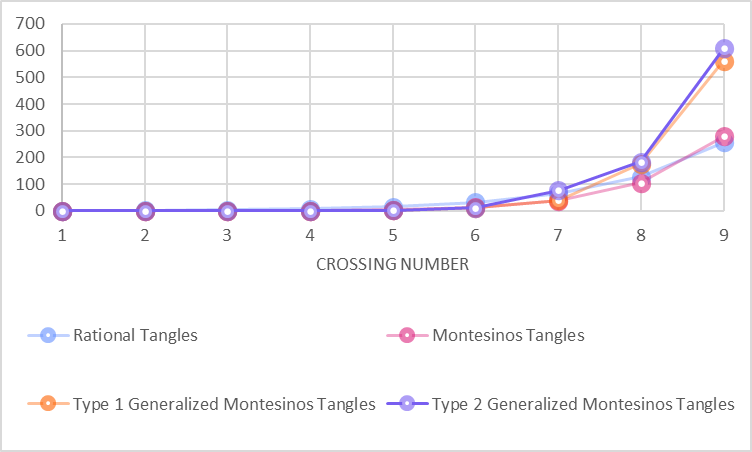 700
600
500
400
300
200
100
0
1 2 3 4 5 6 7 8 9
CROSSING NUMBER
Rational Tangles Montesinos Tangles
Type 1 Generalized Montesinos Tangles Type 2 Generalized Montesinos Tangles